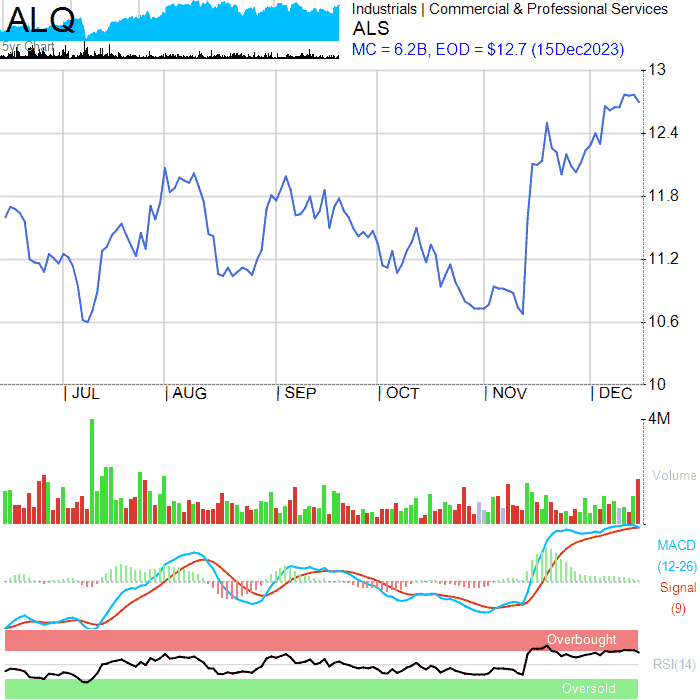 ALQ
5yr Chart
Industrials | Commercial & Professional Services
ALS
MC = 6.2B, EOD = $12.7 (15Dec2023)
13
12.4
11.8
11.2
10.6
10
| JUL | AUG | SEP | OCT | NOV | DEC
4M
Volume
MACD
(12-26)
Signal
(9)
Overbought
RSI(14)
Oversold